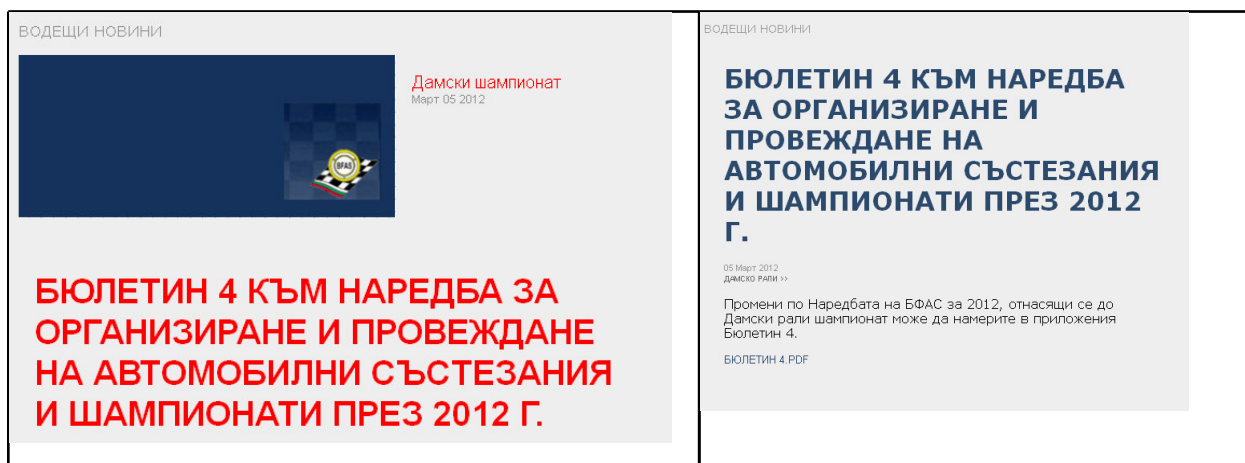 ВОДЕЩИ НОВИНИ
BFAS
Дамски шампионат
Март 05 2012
БЮЛЕТИН 4 КЪМ НАРЕДБА ЗА
ОРГАНИЗИРАНЕ И ПРОВЕЖДАНЕ
НА АВТОМОБИЛНИ СЪСТЕЗАНИЯ
И ШАМПИОНАТИ ПРЕЗ 2012 Г.
ВОДЕЩИ НОВИНИ
БЮЛЕТИН 4 КЪМ НАРЕДБА
ЗА ОРГАНИЗИРАНЕ И
ПРОВЕЖДАНЕ НА
АВТОМОБИЛНИ СЪСТЕЗАНИЯ
И ШАМПИОНАТИ ПРЕЗ 2012
Г.
05 Март 2012
ДАМСКО РАЛИ >>
Промени по Наредбата на БФАС за 2012, отнасящи се до
Дамски рали шампионат може да намерите в приложения
Бюлетин 4.
БЮЛЕТИН 4.PDF